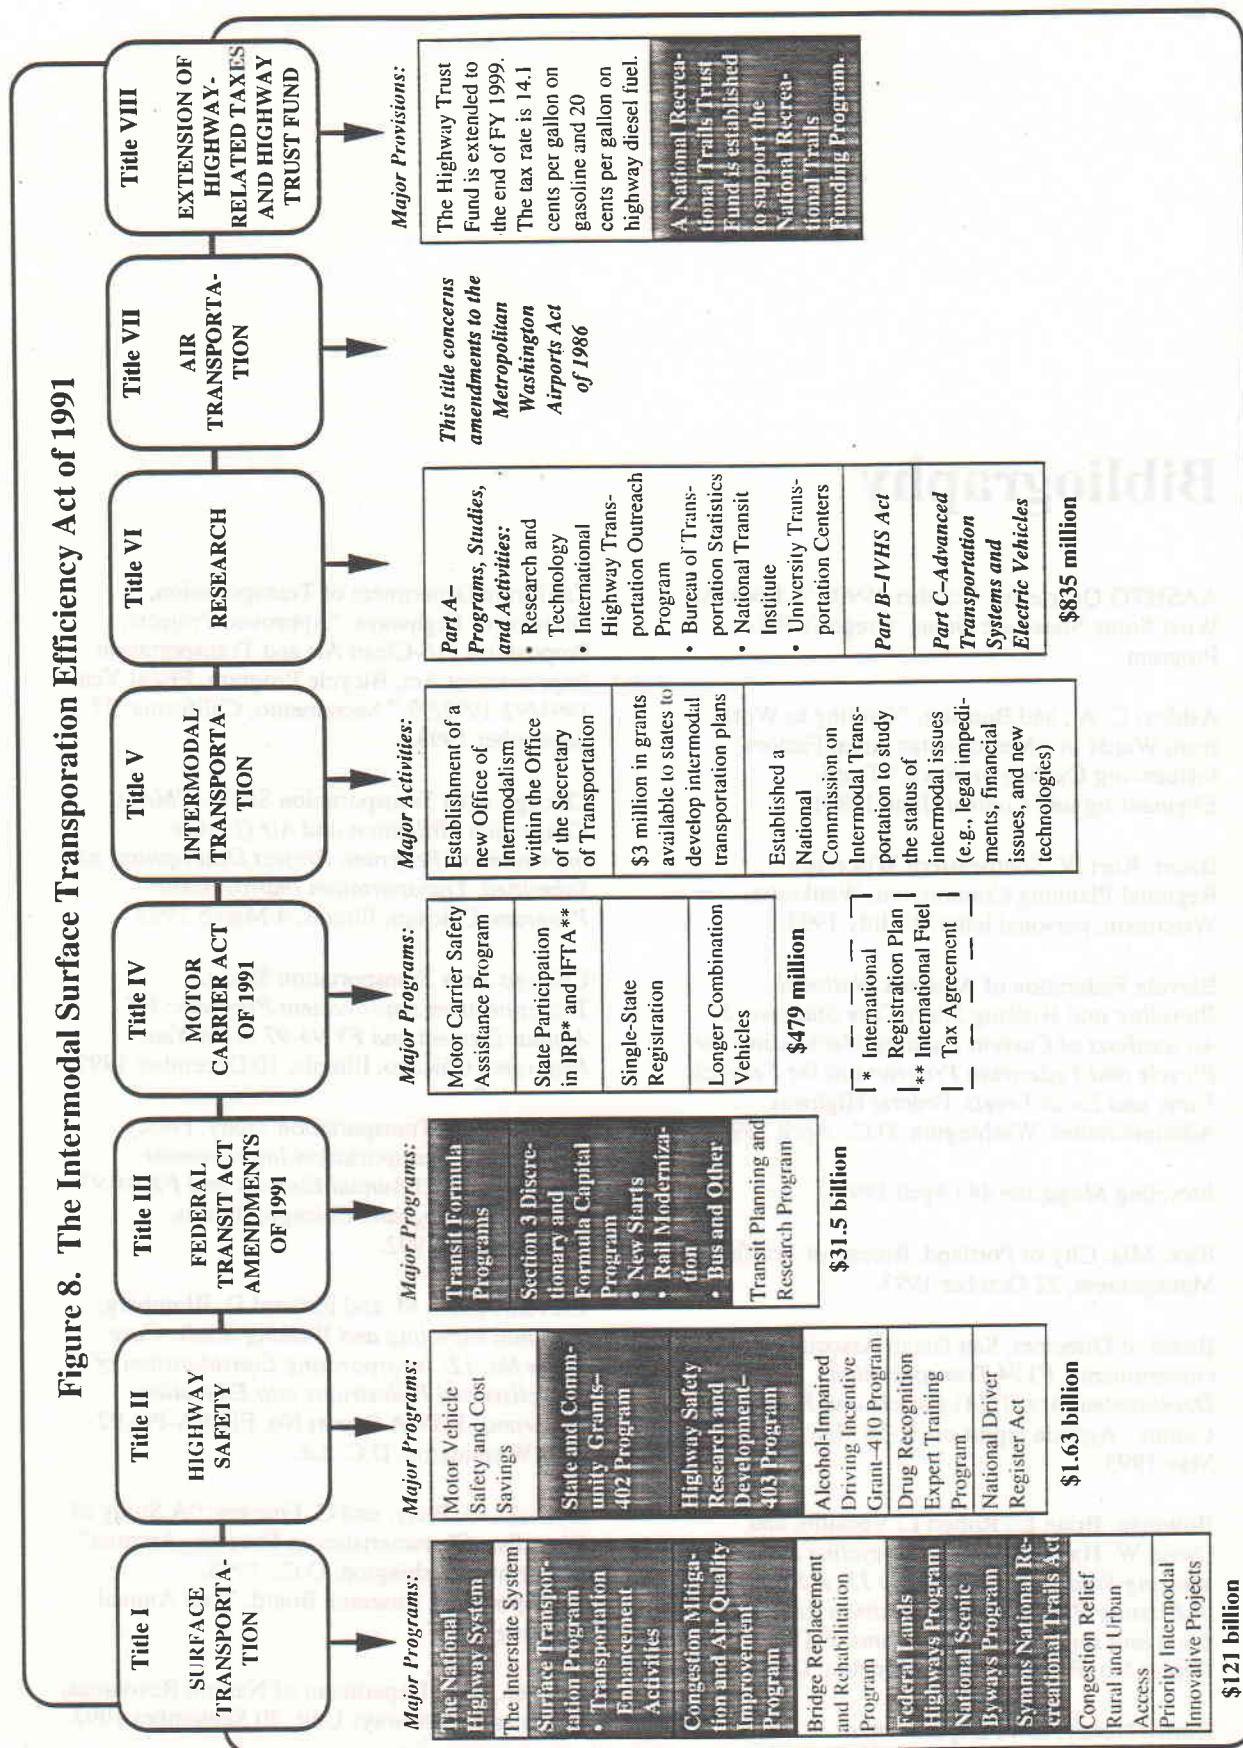 Figure 8. The Intermodal Surface Transporation Efficiency Act of 1991
Title I
SURFACE
TRANSPORTA-
TION
Major Programs:
The National
Highway System
The Interstate System
Surface Transpor-
tation Program
• Transportation
Enhancement
Activities
Congestion Mitiga-
tion and Air Quality
Improvement
Program
Bridge Replacement
and Rehabilitation
Program
Federal Lands
Highways Program
National Scenic
Byways Program
Symms National Re-
creational Trails Act
Congestion Relief
Rural and Urban
Access
Priority Intermodal
Innovative Projects
$121 billion
Title II
HIGHWAY
SAFETY
Major Programs:
Motor Vehicle
Safety and Cost
Savings
State and Comm-
unity Grants–
402 Program
Highway Safety
Research and
Development–
403 Program
Alcohol-Impaired
Driving Incentive
Grant–410 Program
Drug Recognition
Expert Training
Program
National Driver
Register Act
$1.63 billion
Title III
FEDERAL
TRANSIT ACT
AMENDMENTS
OF 1991
Major Programs:
Transit Formula
Programs
Section 3 Discre-
tionary and
Formula Capital
Program
• New Starts
• Rail Moderniza-
tion
• Bus and Other
Transit Planning and
Research Program
$31.5 billion
Title IV
MOTOR
CARRIER ACT
OF 1991
Major Programs:
Motor Carrier Safety
Assistance Program
State Participation
in IRP* and IFTA**
Single-State
Registration
Longer Combination
Vehicles
$479 million
* International
Registration Plan
** International Fuel
Tax Agreement
Title V
INTERMODAL
TRANSPORTA-
TION
Major Activities:
Establishment of a
new Office of
Intermodalism
within the Office
of the Secretary
of Transportation
$3 million in grants
available to states to
develop intermodal
transportation plans
Established a
National
Commission on
Intermodal Trans-
portation to study
the status of
intermodal issues
(e.g., legal impedi-
ments, financial
issues, and new
technologies)
Title VI
RESEARCH
Part A–
Programs, Studies,
and Activities:
• Research and
Technology
• International
Highway Trans-
portation Outreach
Program
• Bureau of Trans-
portation Statistics
• National Transit
Institute
• University Trans-
portation Centers
Part B–IVHS Act
Part C–Advanced
Transportation
Systems and
Electric Vehicles
$835 million
Title VII
AIR
TRANSPORTA-
TION
This title concerns
amendments to the
Metropolitan
Washington
Airports Act
of 1986
Title VIII
EXTENSION OF
HIGHWAY-
RELATED TAXES
AND HIGHWAY
TRUST FUND
Major Provisions:
The Highway Trust
Fund is extended to
the end of FY 1999.
The tax rate is 14.1
cents per gallon on
gasoline and 20
cents per gallon on
highway diesel fuel.
A National Recrea-
tional Trails Trust
Fund is established
to support the
National Recrea-
tional Trails
Funding Program.
Bibliography